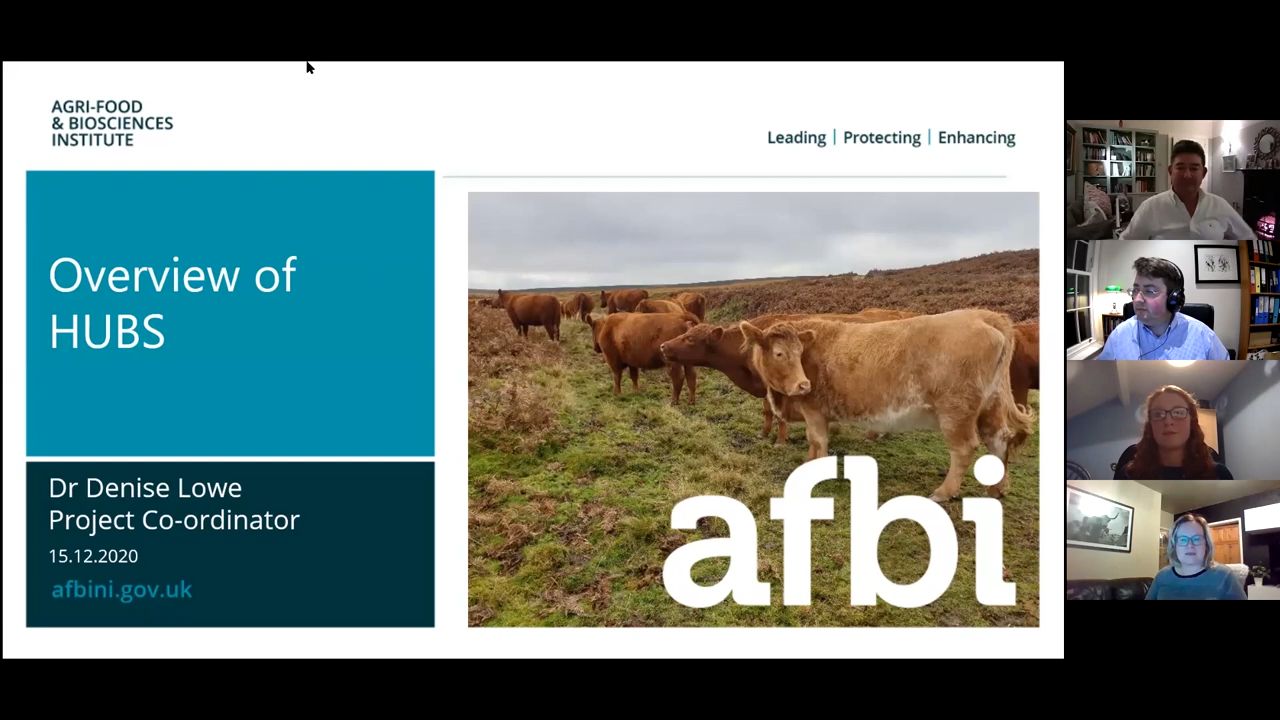 AGRI-FOOD
& BIOSCIENCES
INSTITUTE
Leading | Protecting | Enhancing
Overview of
HUBS
Dr Denise Lowe
Project Co-ordinator
15.12.2020
afbini.gov.uk
afbi